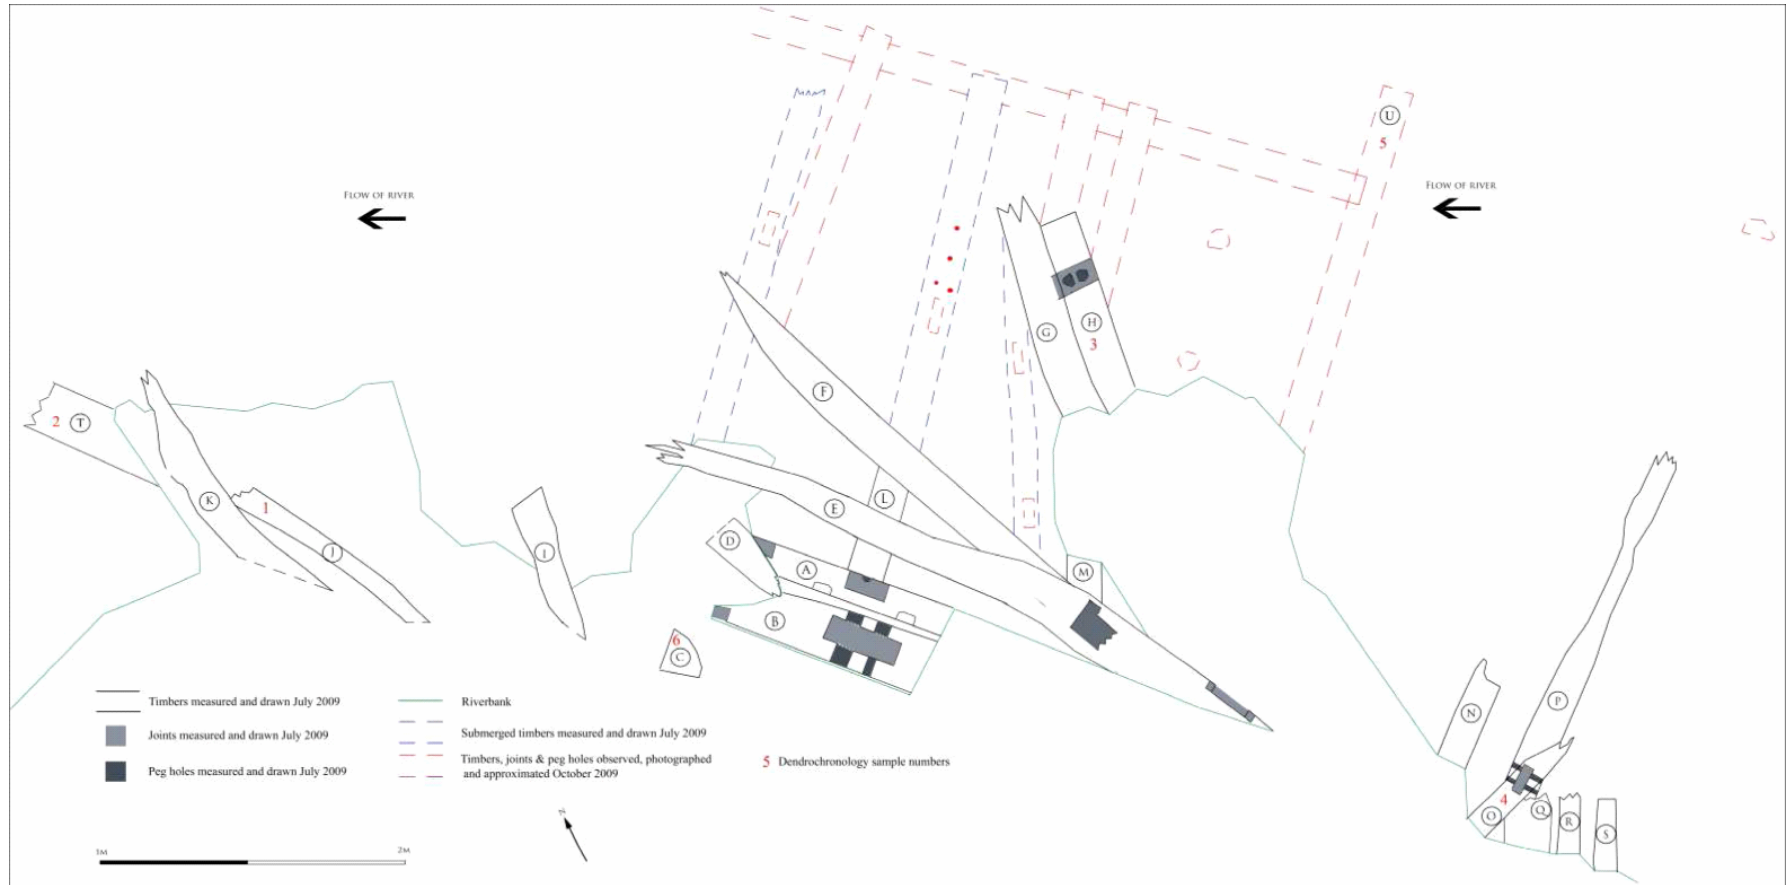 U
5
FLOW OF RIVER
FLOW OF RIVER
G
H
3
F
2
T
K
1
J
I
L
E
D
A
M
B
6
C
N
P
4
O
Q
R
S
Timbers measured and drawn July 2009
Joints measured and drawn July 2009
Peg holes measured and drawn July 2009
Riverbank
Submerged timbers measured and drawn July 2009
Timbers, joints & peg holes observed, photographed
and approximated October 2009
5 Dendrochronology sample numbers
N
1M
2M